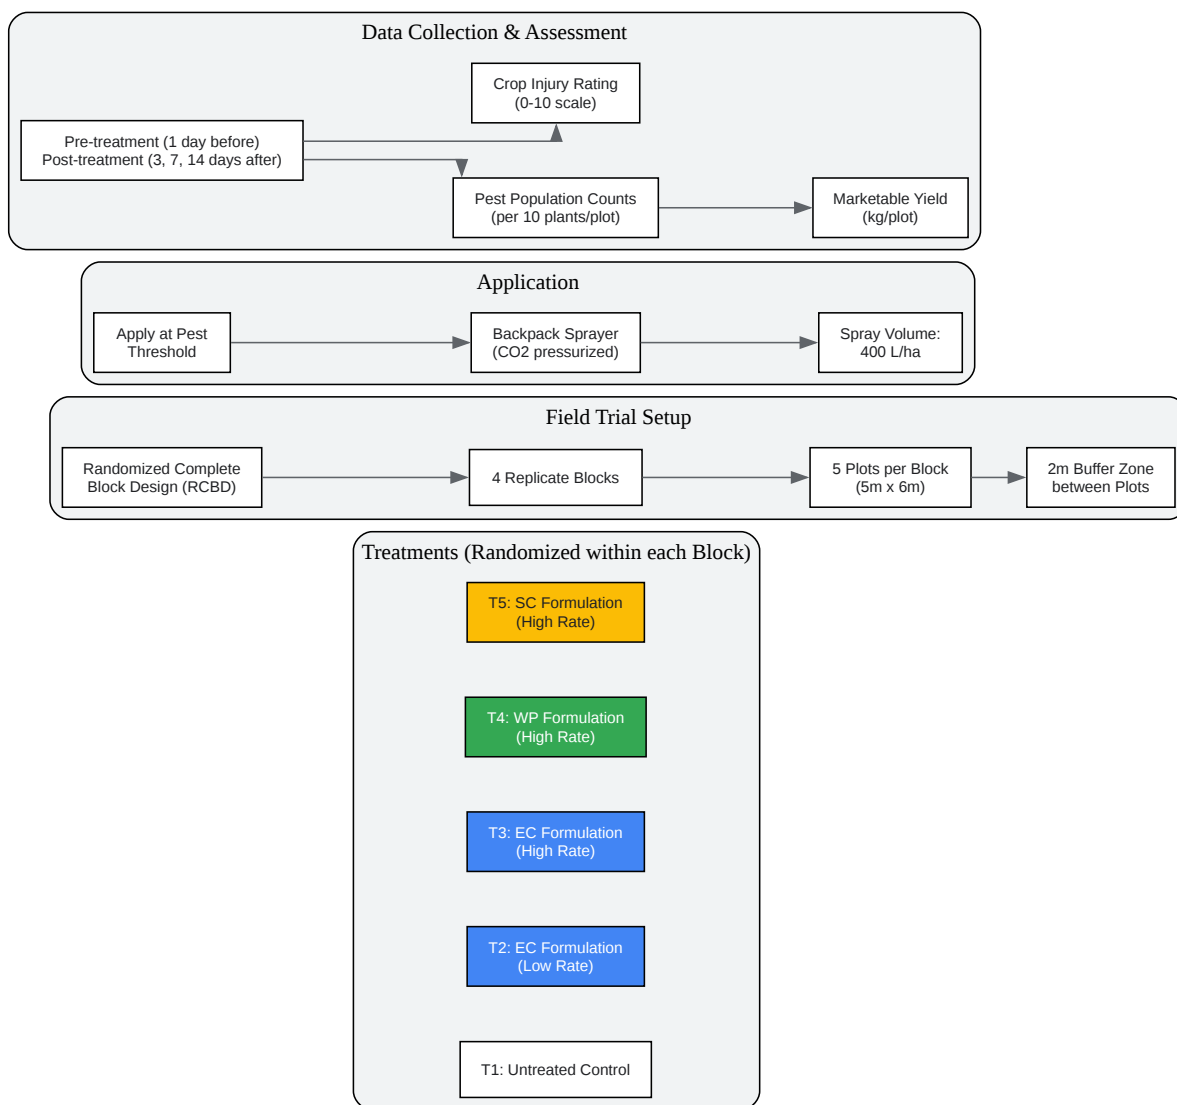 Data Collection & Assessment
Crop Injury Rating
(0-10 scale)
Pre-treatment (1 day before)
Post-treatment (3, 7, 14 days after)
Pest Population Counts
(per 10 plants/plot)
Marketable Yield
(kg/plot)
Application
Apply at Pest
Threshold
Backpack Sprayer
(CO2 pressurized)
Spray Volume:
400 L/ha
Field Trial Setup
Randomized Complete
Block Design (RCBD)
4 Replicate Blocks
5 Plots per Block
(5m x 6m)
2m Buffer Zone
between Plots
Treatments (Randomized within each Block)
T5: SC Formulation
(High Rate)
T4: WP Formulation
(High Rate)
T3: EC Formulation
(High Rate)
T2: EC Formulation
(Low Rate)
T1: Untreated Control